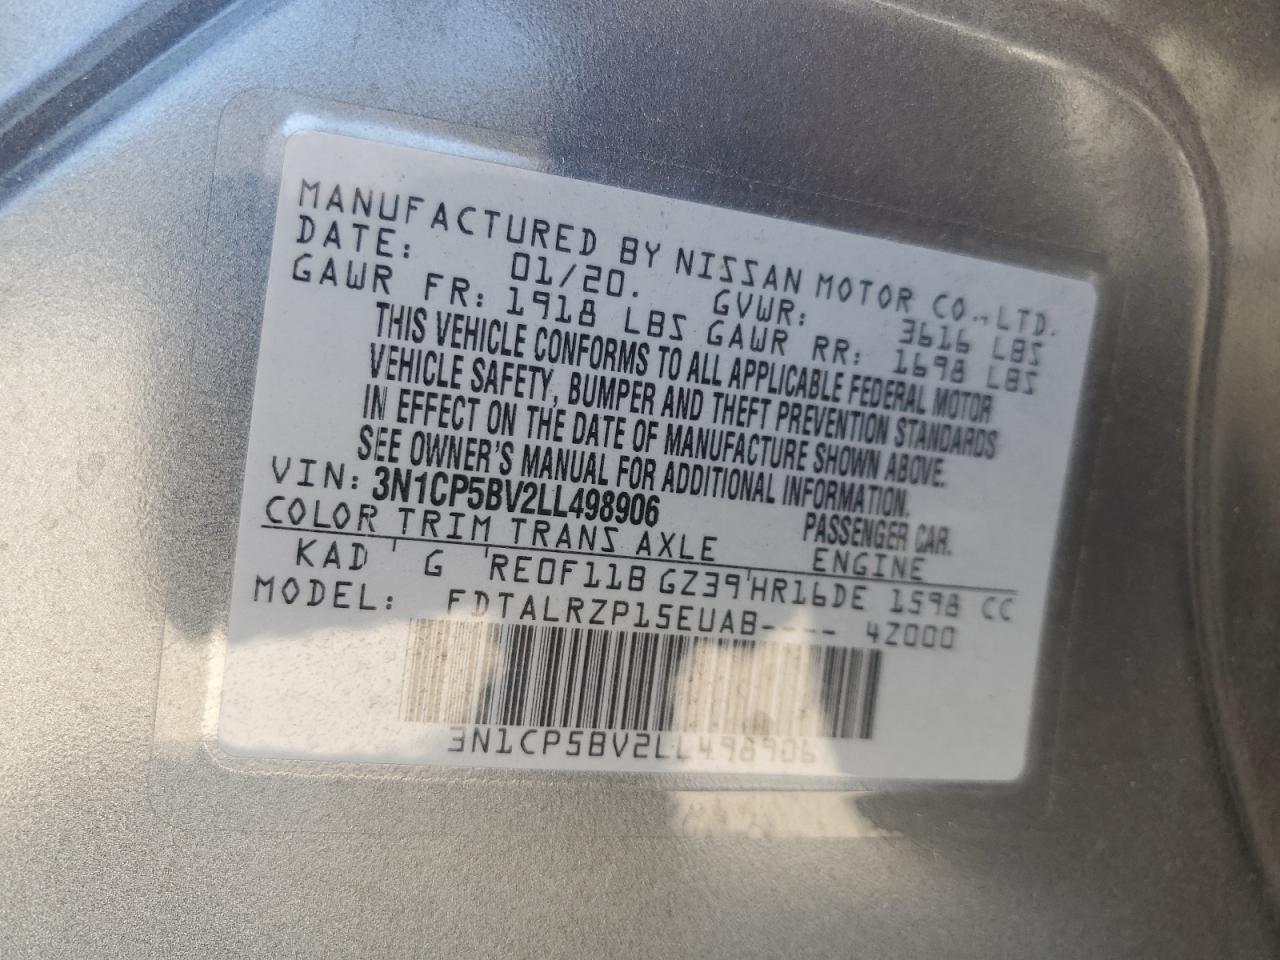 MANUFACTURED BY NISSAN MOTOR CO.,LTD.
DATE: 01/20. GVWR: 3616 LBS
GAWR FR: 1918 LBS GAWR RR: 1698 LBS
THIS VEHICLE CONFORMS TO ALL APPLICABLE FEDERAL MOTOR
VEHICLE SAFETY, BUMPER AND THEFT PREVENTION STANDARDS
IN EFFECT ON THE DATE OF MANUFACTURE SHOWN ABOVE.
SEE OWNER'S MANUAL FOR ADDITIONAL INFORMATION.
VIN: 3N1CP5BV2LL498906 PASSENGER CAR.
COLOR TRIM TRANS AXLE ENGINE
KAD G RE0F11B GZ39 HR16DE 1598 CC
MODEL: FDTALRZP15EUAB---- 4Z000
3N1CP5BV2LL498906